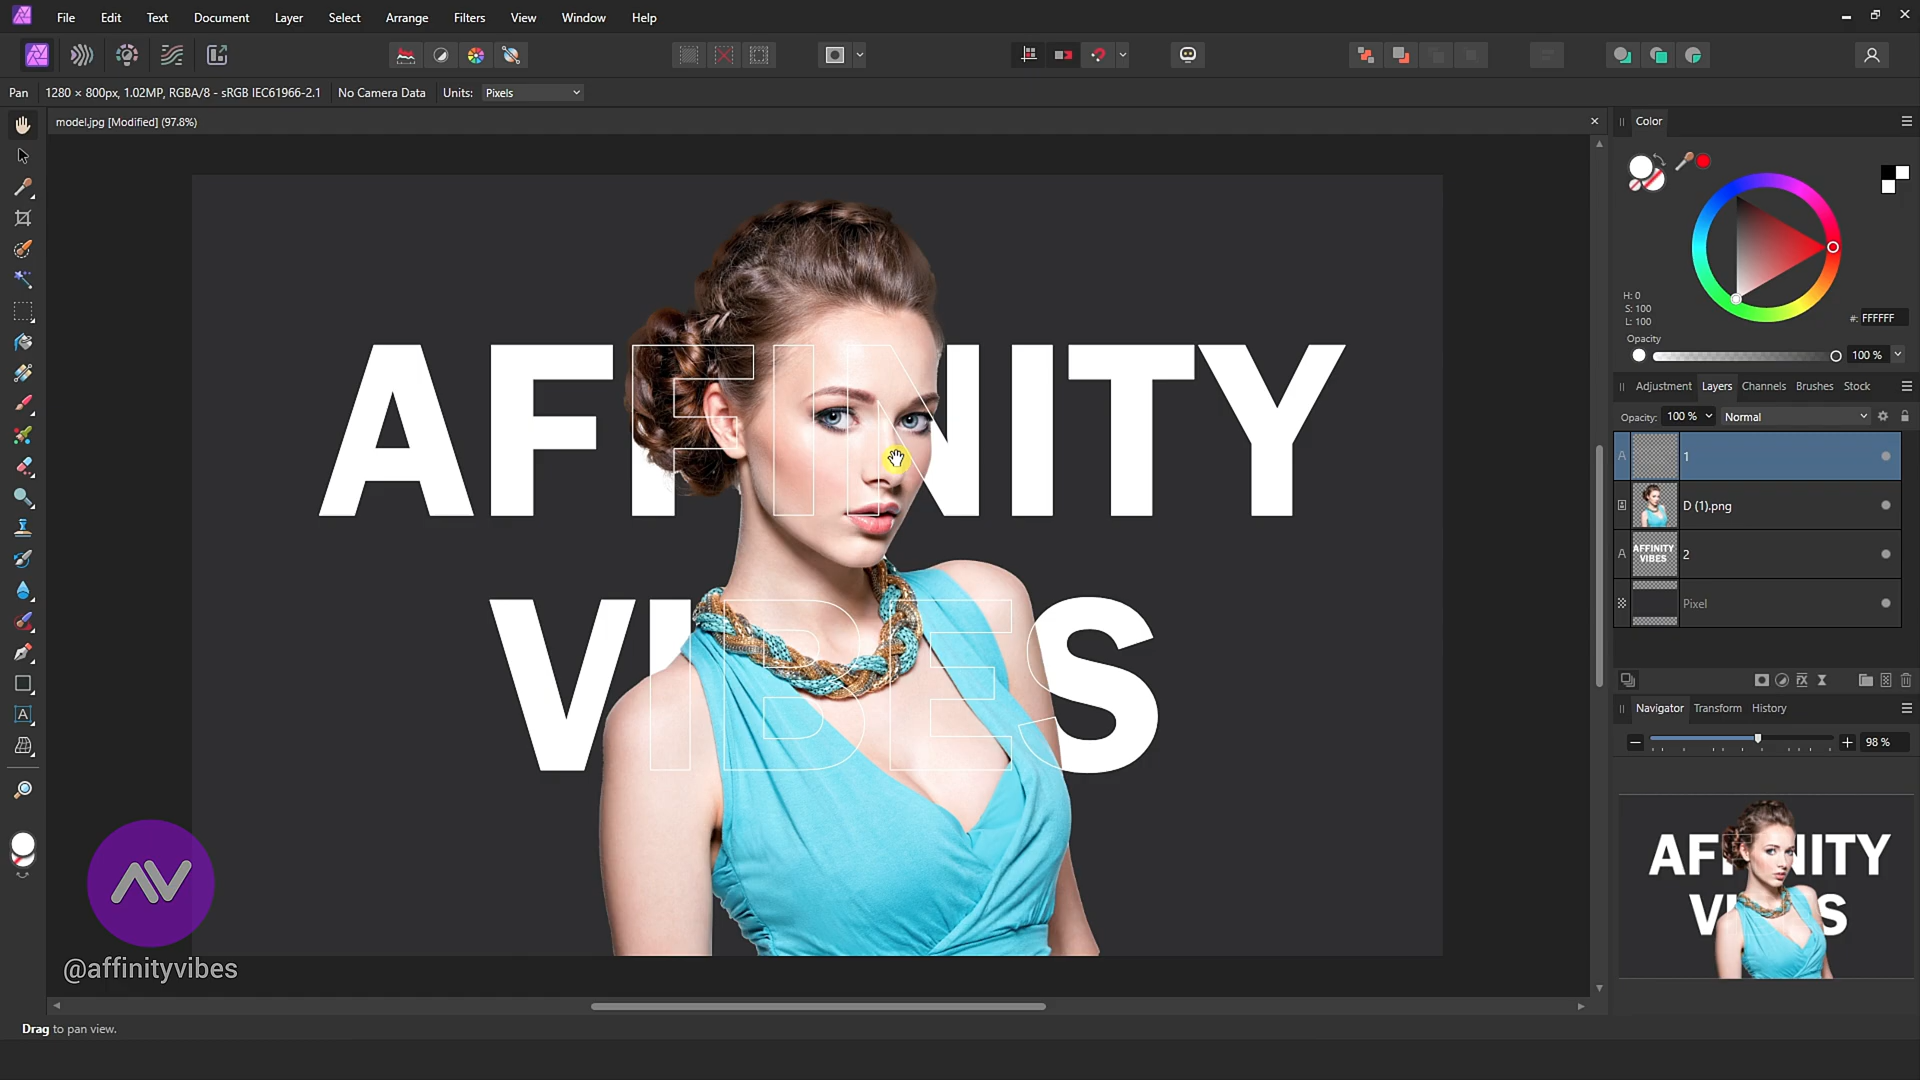 File Edit Text Document Layer Select Arrange Filters View Window Help
Pan 1280 × 800px, 1.02MP, RGBA/8 - sRGB IEC61966-2.1 No Camera Data Units: Pixels
model.jpg [Modified] (97.8%)
Color
H: 0
S: 100
L: 100
#: FFFFFF
Opacity
100 %
Adjustment Layers Channels Brushes Stock
Opacity: 100 % Normal
A 1
D (1).png
A AFFINITY VIBES 2
Pixel
Navigator Transform History
98 %
AFFINITY
VIBES
AFFINITY
VIBES
AV
@affinityvibes
Drag to pan view.